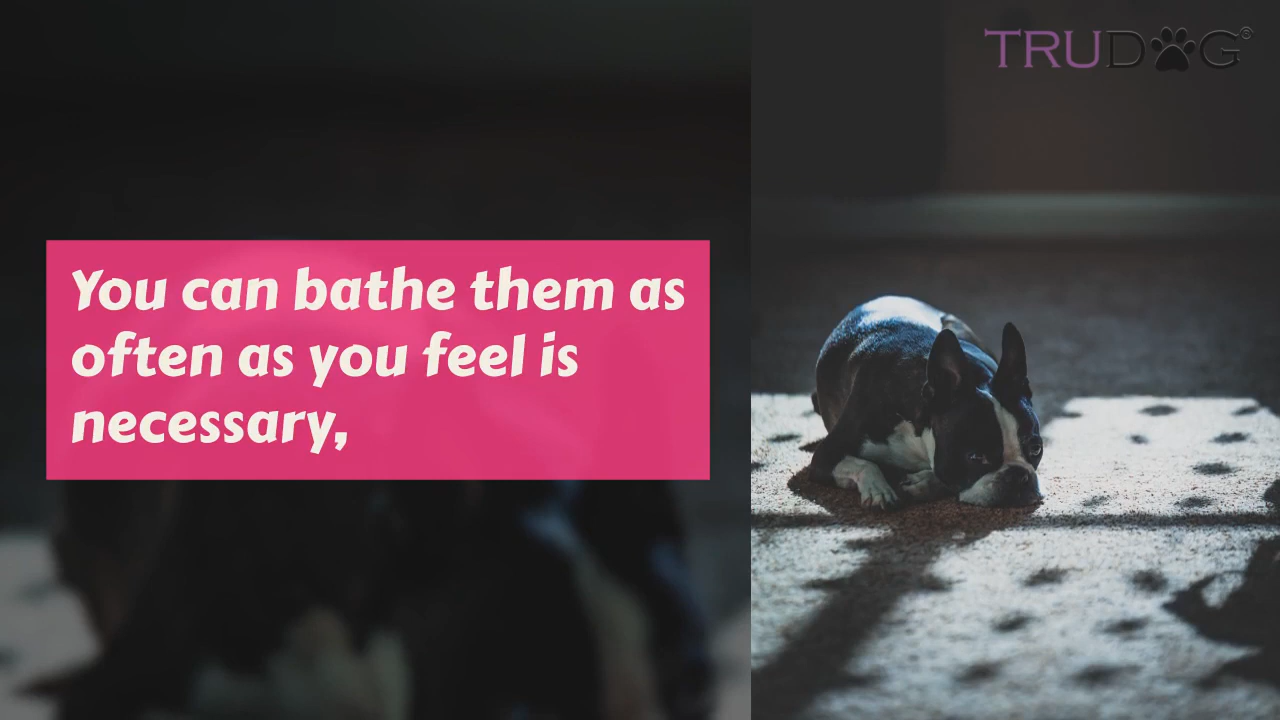 TRUDOG®
You can bathe them as
often as you feel is
necessary,